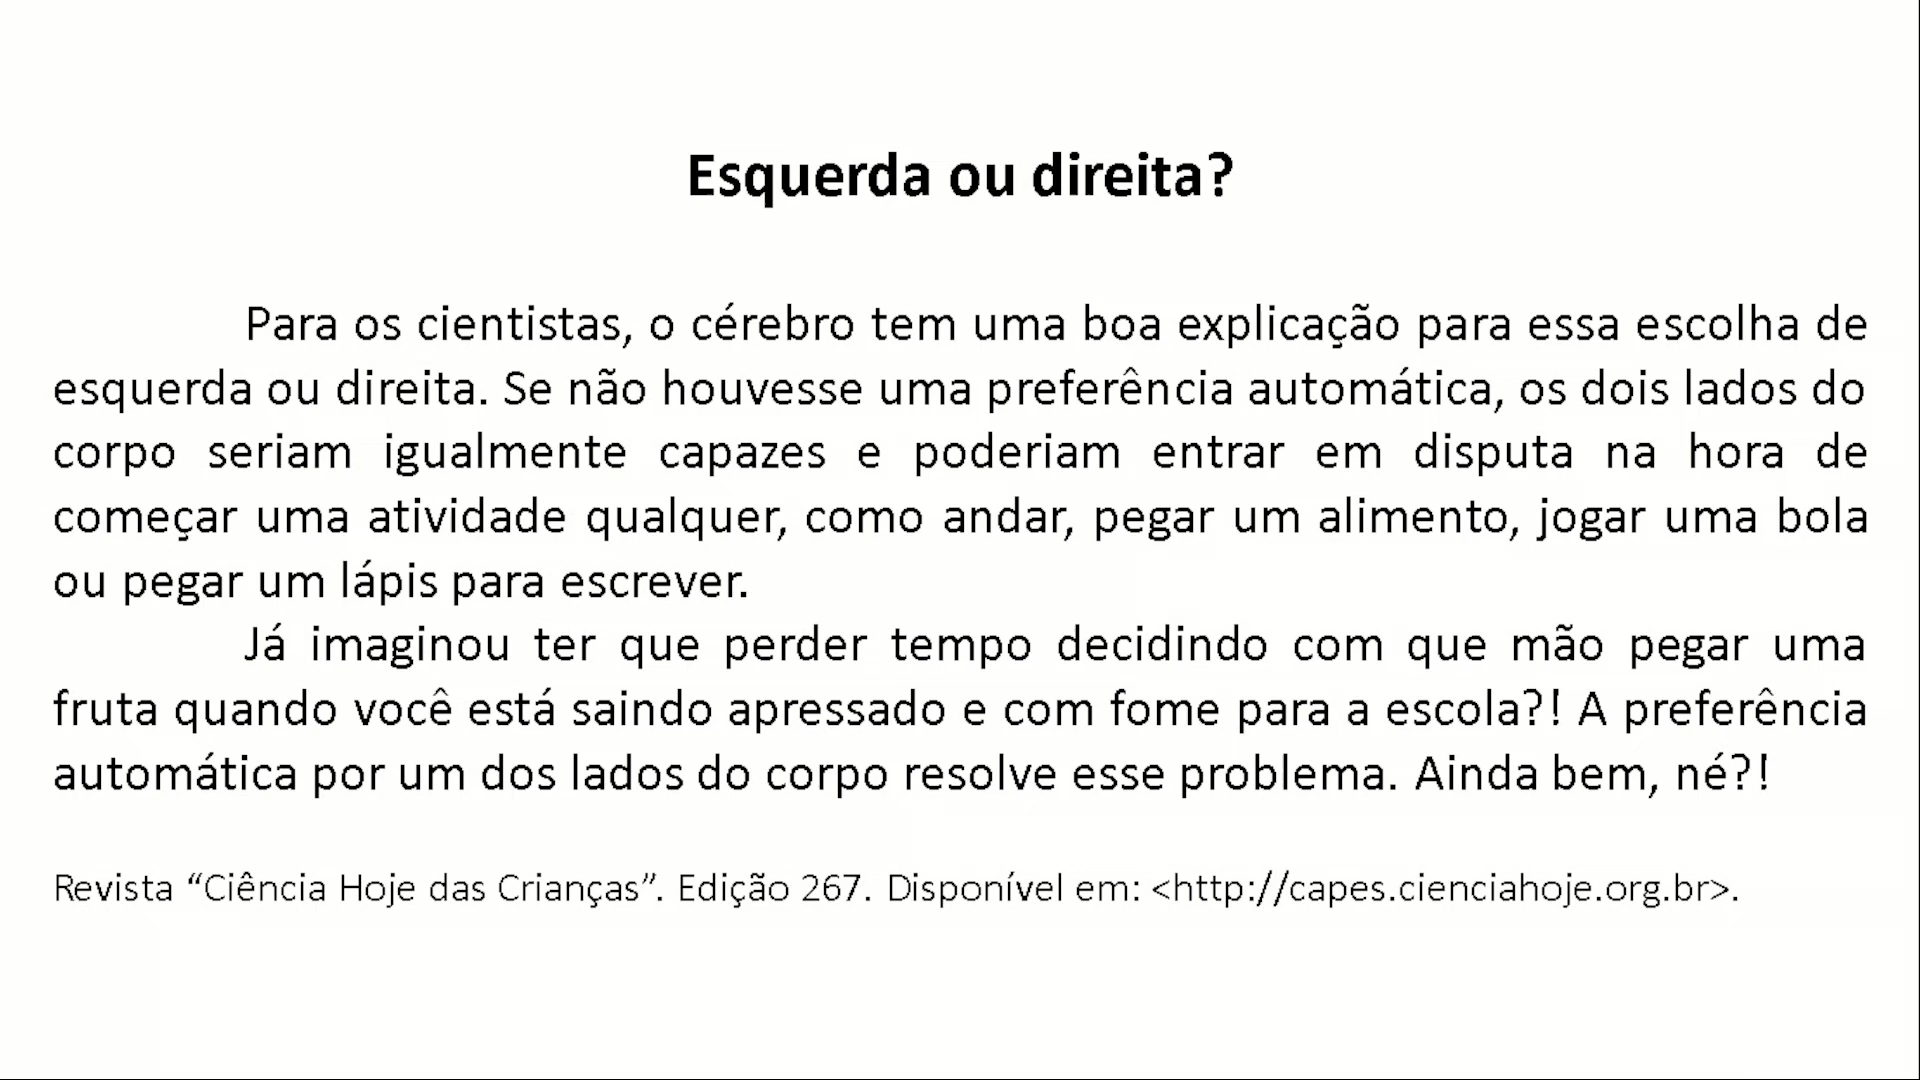 Esquerda ou direita?
Para os cientistas, o cérebro tem uma boa explicação para essa escolha de
esquerda ou direita. Se não houvesse uma preferência automática, os dois lados do
corpo seriam igualmente capazes e poderiam entrar em disputa na hora de
começar uma atividade qualquer, como andar, pegar um alimento, jogar uma bola
ou pegar um lápis para escrever.
Já imaginou ter que perder tempo decidindo com que mão pegar uma
fruta quando você está saindo apressado e com fome para a escola?! A preferência
automática por um dos lados do corpo resolve esse problema. Ainda bem, né?!
Revista “Ciência Hoje das Crianças”. Edição 267. Disponível em: <http://capes.cienciahoje.org.br>.